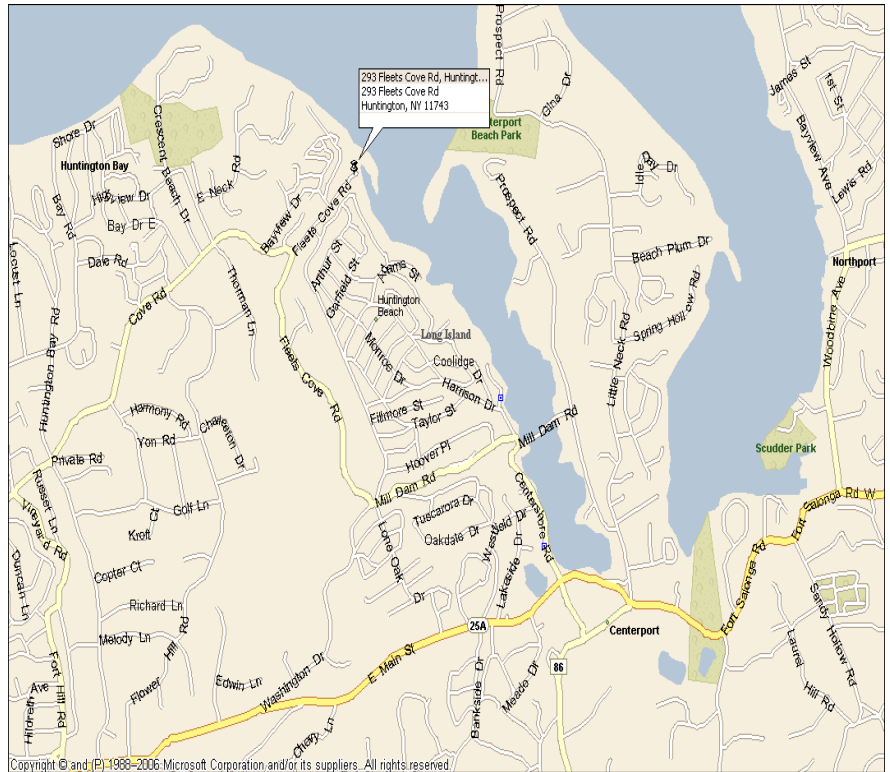 293 Fleets Cove Rd, Huntingt...
293 Fleets Cove Rd
Huntington, NY 11743
Prospect Rd
Gina Dr
Beach Park
James St
1st St
Bayview Ave
Lewis Rd
Shore Dr
Crescent Beach Dr
Huntington Bay
E Neck Rd
Bay Rd
Bay Dr E
Dale Rd
Locust Ln
Cove Rd
Thorman Ln
Bayview Dr
Fleets Cove Rd
Arthur St
Garfield St
Adams St
Huntington
Beach
Long Island
Coolidge Dr
Monroe Dr
Harrison Dr
Fillmore St
Taylor St
Hoover Pl
Mill Dam Rd
Mill Dam Rd
Fleets Cove Rd
Prospect Rd
Idle Day Dr
Beach Plum Dr
Spring Hollow Rd
Little Neck Rd
Northport
Woodbine Ave
Scudder Park
Huntington Bay Rd
Harmony Rd
Yon Rd
Charleton Dr
Private Rd
Russet Ln
Vineyard Rd
Golf Ln
Kroft Ct
Copter Ct
Duncan Ln
Richard Ln
Melody Ln
Flower Hill Rd
Edwin Ln
Washington Dr
Fort Hill Rd
Hildreth Ave
Cherry Ln
E Main St
25A
Lone Oak Dr
Tuscarora Dr
Oakdale Dr
Westfield Dr
Lakeside Dr
Centershore Rd
Bankside Dr
Meade Dr
86
Centerport
Fort Salonga Rd
Fort Salonga Rd W
Sandy Hollow Rd
Laurel Hill Rd
Copyright © and (P) 1988–2006 Microsoft Corporation and/or its suppliers. All rights reserved.